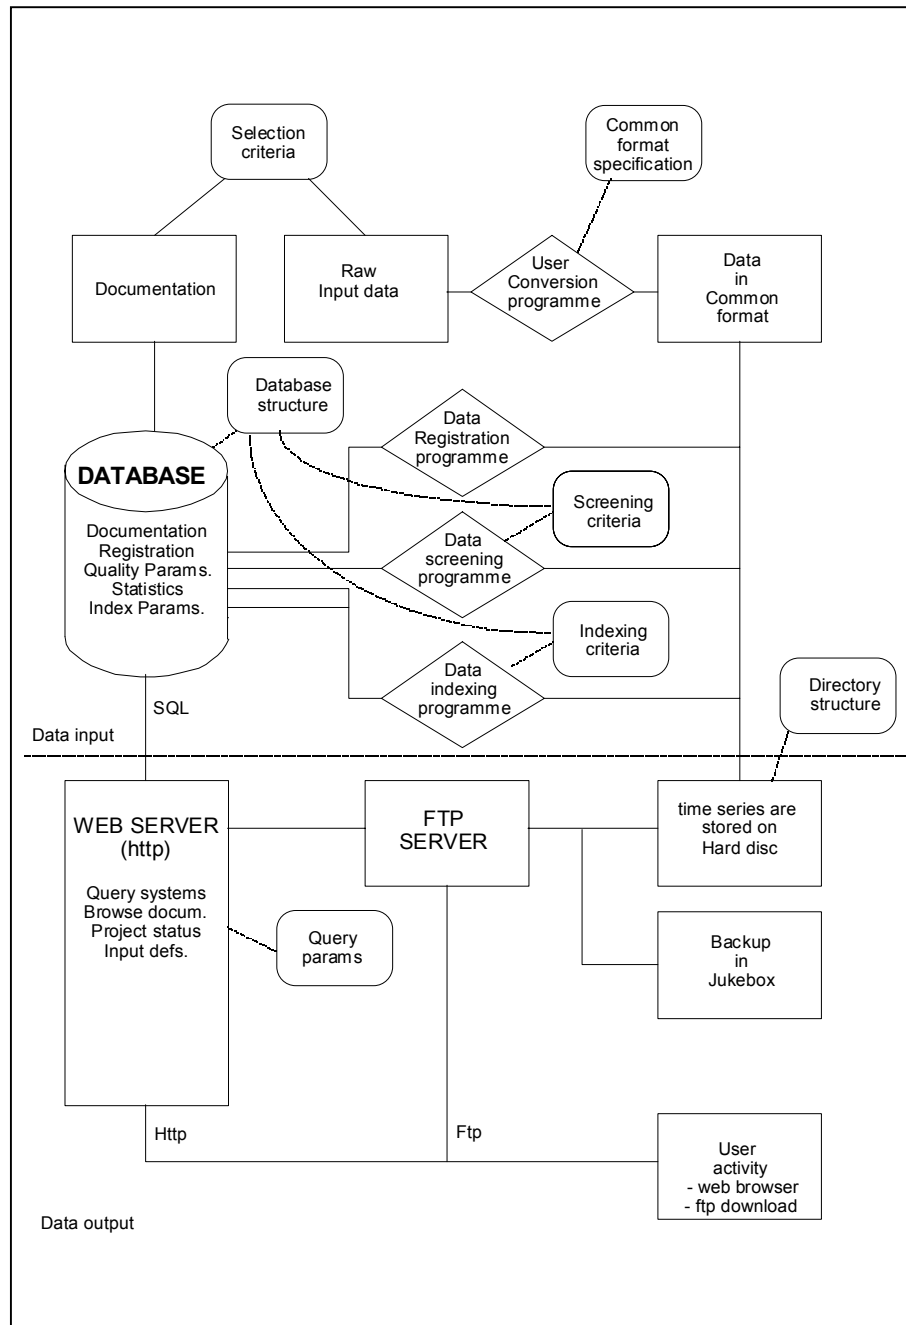 Selection
criteria
Common
format
specification
Documentation
Raw
Input data
User
Conversion
programme
Data
in
Common
format
Database
structure
Data
Registration
programme
DATABASE
Documentation
Registration
Quality Params.
Statistics
Index Params.
Screening
criteria
Data
screening
programme
Indexing
criteria
Data
indexing
programme
Directory
structure
SQL
Data input
WEB SERVER
(http)
Query systems
Browse docum.
Project status
Input defs.
FTP
SERVER
time series are
stored on
Hard disc
Query
params
Backup
in
Jukebox
Http
Ftp
User
activity
- web browser
- ftp download
Data output